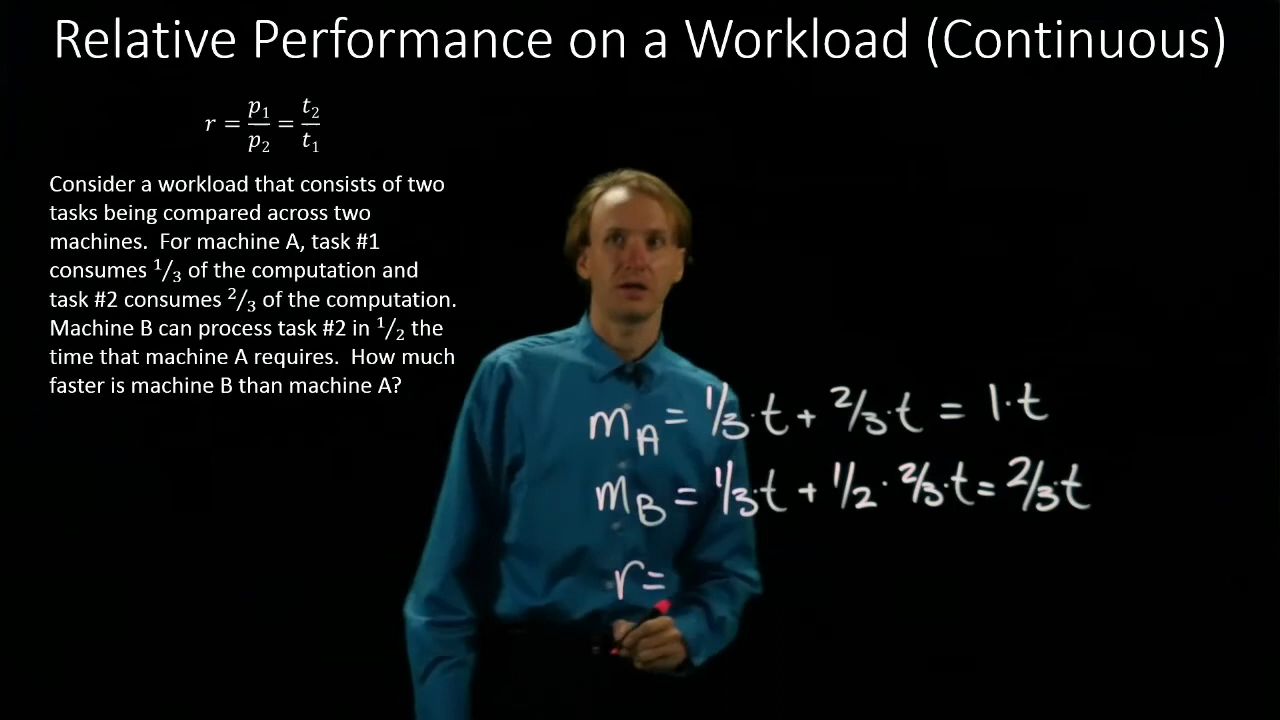 Relative Performance on a Workload (Continuous)
r = p₁/p₂ = t₂/t₁
Consider a workload that consists of two
tasks being compared across two
machines. For machine A, task #1
consumes 1/3 of the computation and
task #2 consumes 2/3 of the computation.
Machine B can process task #2 in 1/2 the
time that machine A requires. How much
faster is machine B than machine A?
m_A = 1/3·t + 2/3·t = 1·t
m_B = 1/3·t + 1/2 · 2/3·t = 2/3·t
r =